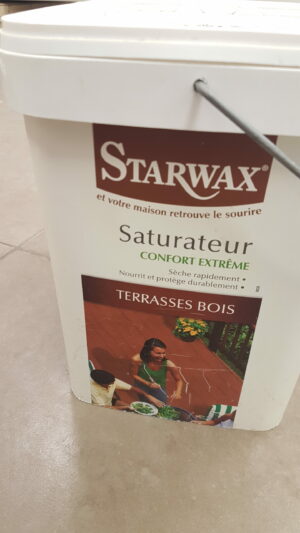 STARWAX®
et votre maison retrouve le sourire
Saturateur
CONFORT EXTRÊME
Sèche rapidement •
Nourrit et protège durablement •
TERRASSES BOIS